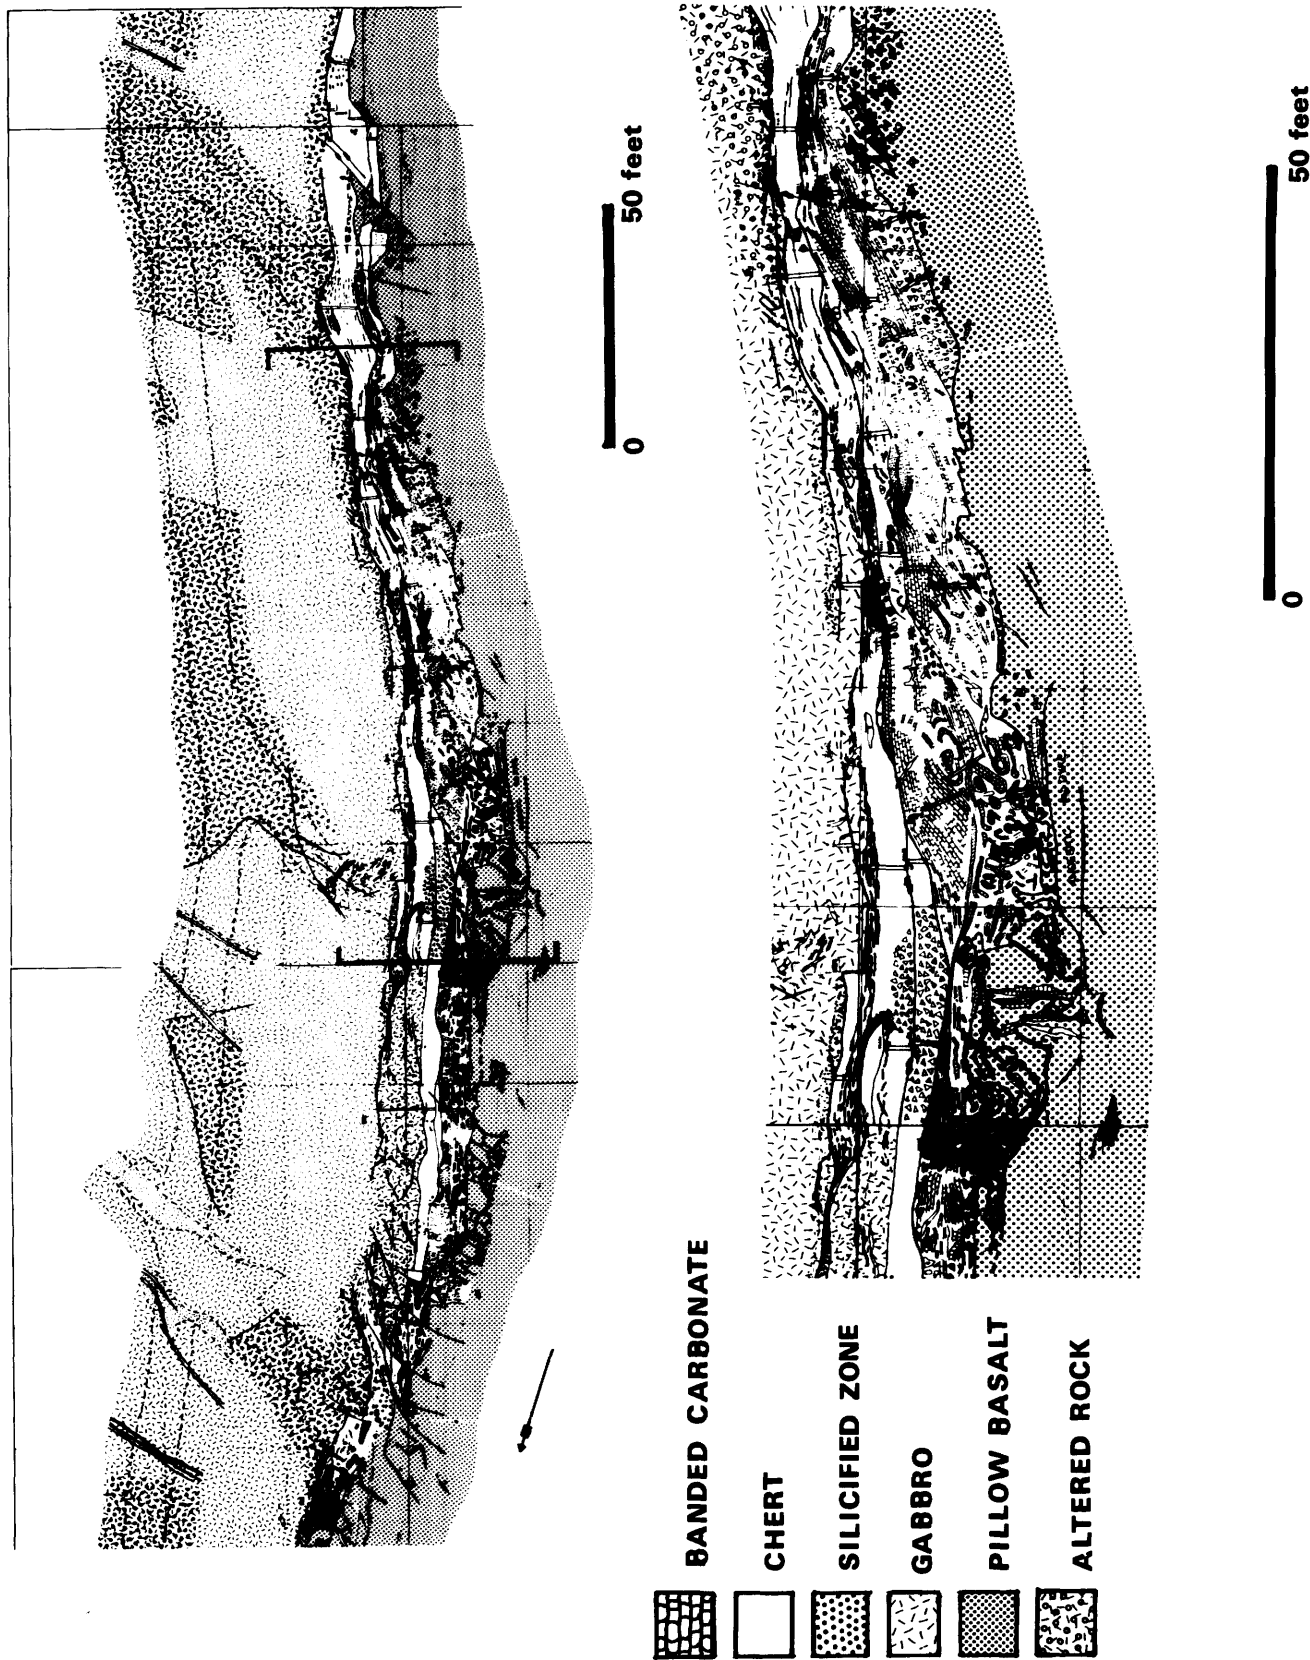 50 feet
0
50 feet
0
BANDED CARBONATE
CHERT
SILICIFIED ZONE
GABBRO
PILLOW BASALT
ALTERED ROCK